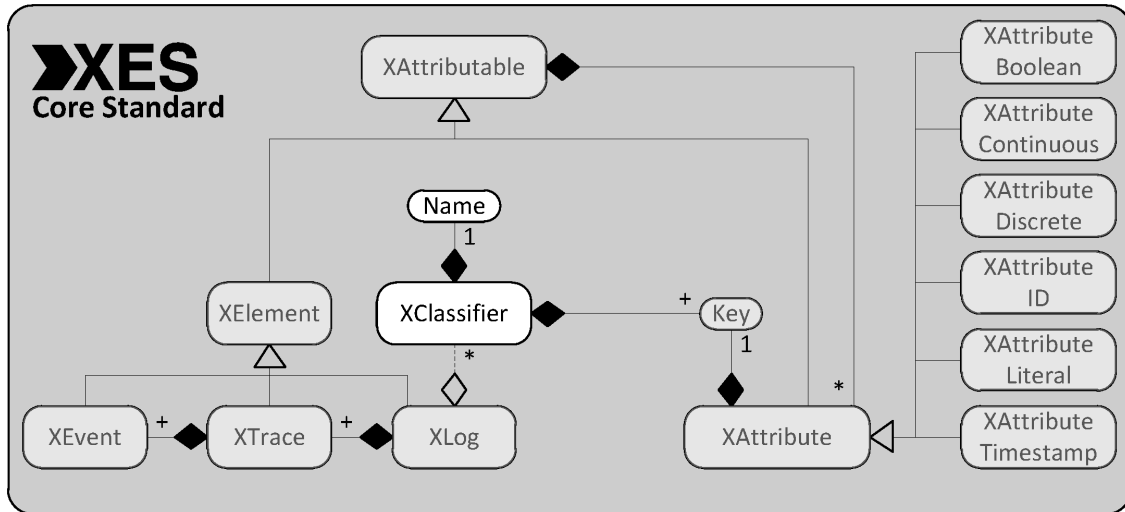 XES
Core Standard
XAttributable
XAttribute
Boolean
XAttribute
Continuous
Name
1
XAttribute
Discrete
XElement
XClassifier
+
Key
XAttribute
ID
*
1
XAttribute
Literal
*
XEvent
+
XTrace
+
XLog
XAttribute
XAttribute
Timestamp